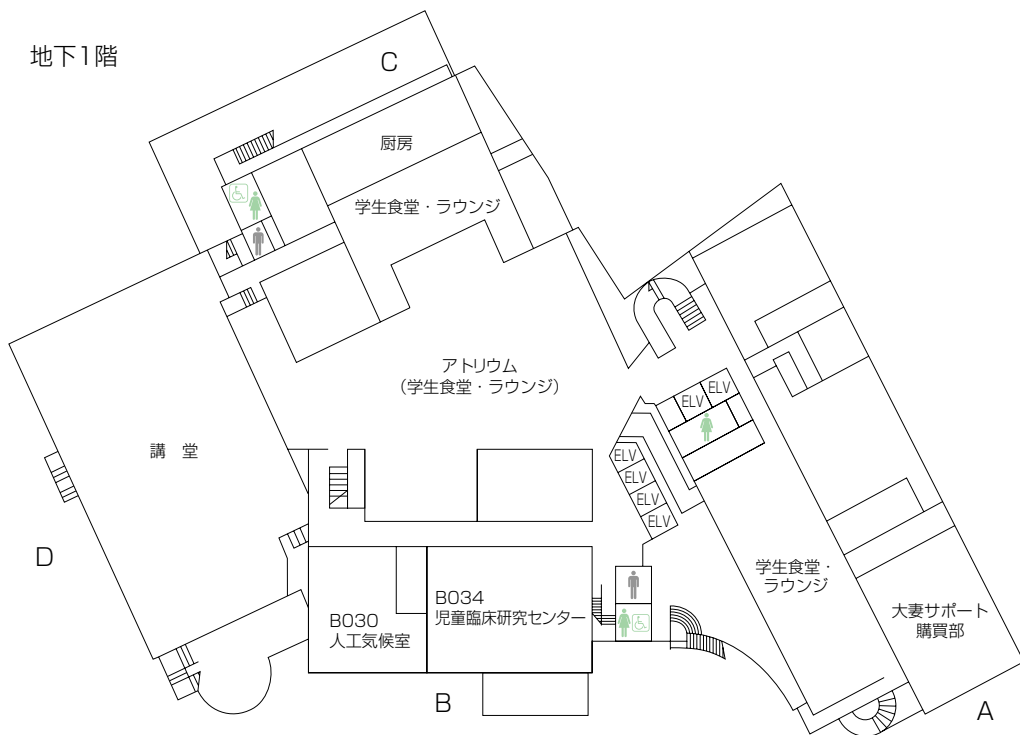 地下1階
C
厨房
学生食堂・ラウンジ
アトリウム
（学生食堂・ラウンジ）
ELV
ELV
講 堂
ELV
ELV
ELV
ELV
D
学生食堂・
ラウンジ
B034
児童臨床研究センター
B030
人工気候室
大妻サポート
購買部
B
A